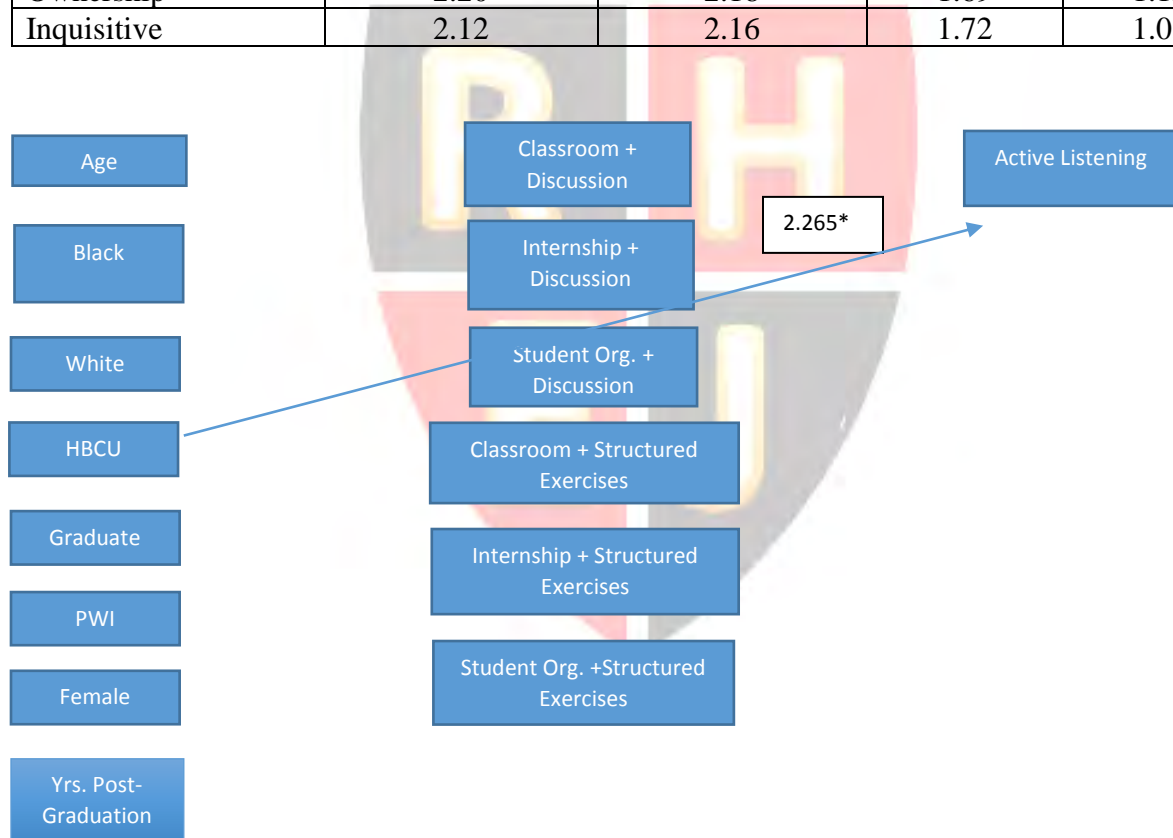 Inquisitive 2.12 2.16 1.72 1.0
R H
Age
Classroom +
Discussion
Active Listening
Black
Internship +
Discussion
2.265*
White
Student Org. +
Discussion
HBCU
Classroom + Structured
Exercises
J
Graduate
Internship + Structured
Exercises
PWI
Female
Student Org. +Structured
Exercises
Yrs. Post-
Graduation